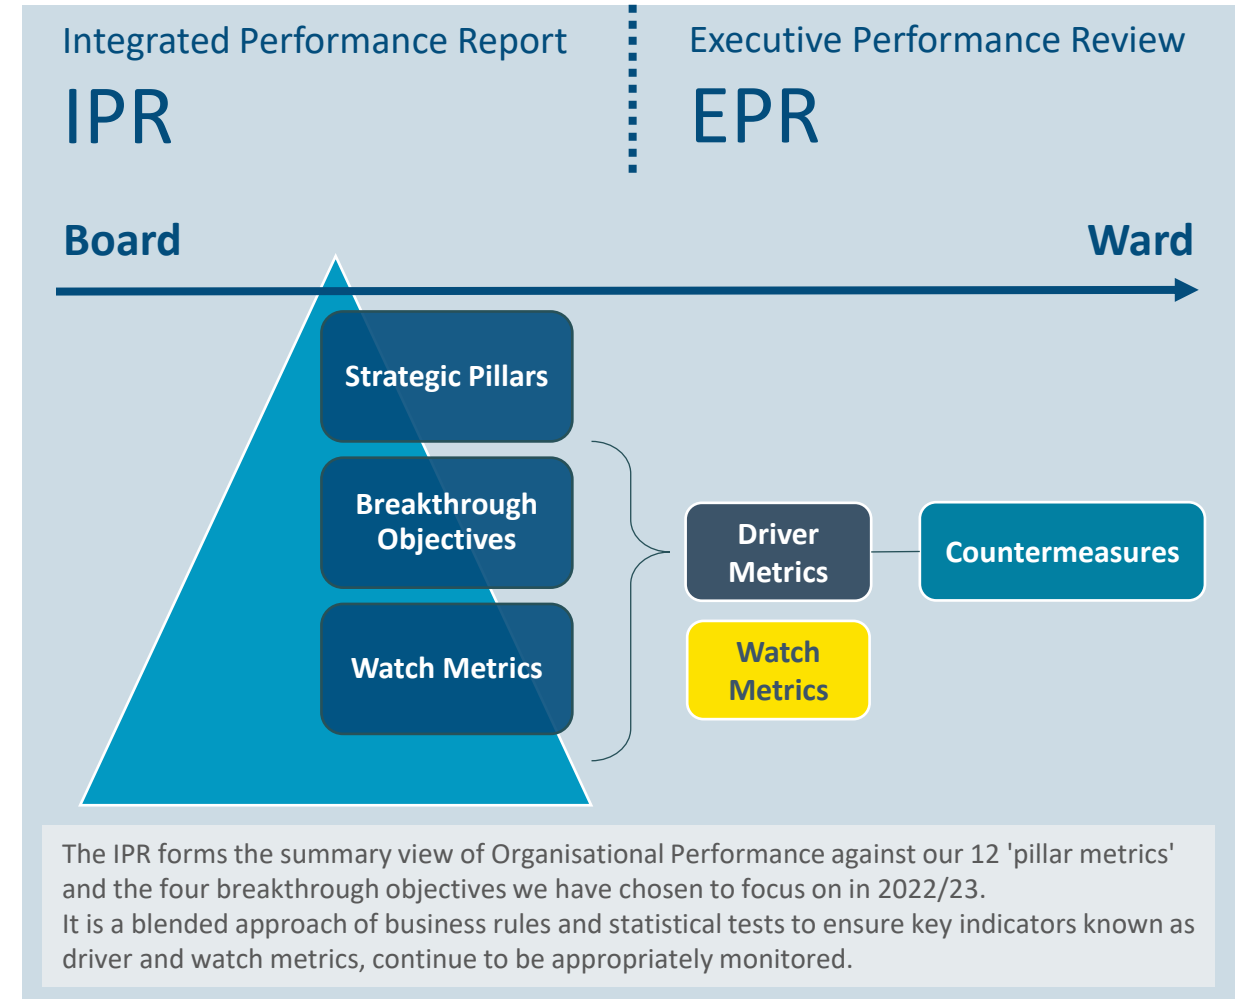 Integrated Performance Report
IPR
Executive Performance Review
EPR
Board
Ward
Strategic Pillars
Breakthrough
Objectives
Watch Metrics
Driver
Metrics
Countermeasures
Watch
Metrics
The IPR forms the summary view of Organisational Performance against our 12 'pillar metrics'
and the four breakthrough objectives we have chosen to focus on in 2022/23.
It is a blended approach of business rules and statistical tests to ensure key indicators known as
driver and watch metrics, continue to be appropriately monitored.